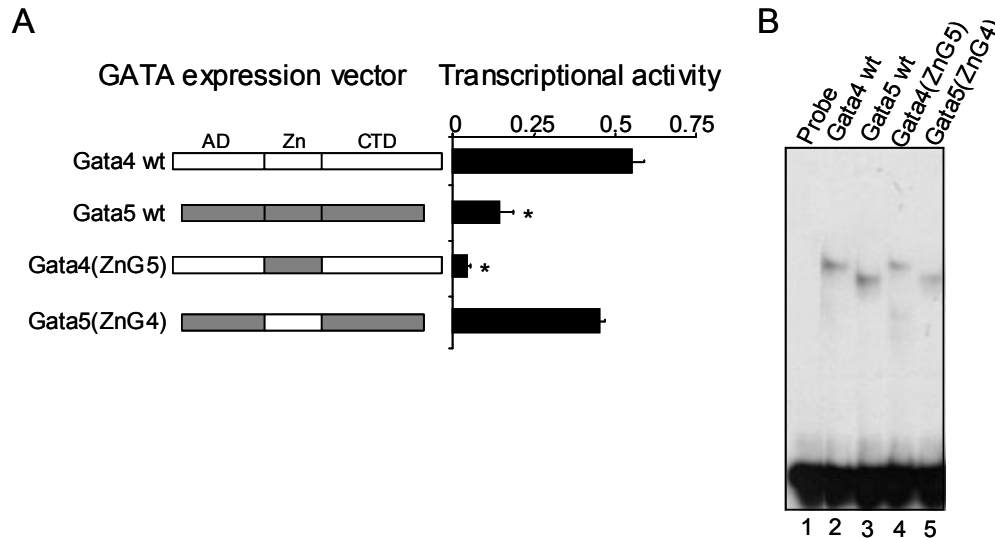 A
GATA expression vector
Transcriptional activity
0 0.25 0,5 0.75
AD Zn CTD
Gata4 wt
Gata5 wt
*
Gata4(ZnG5)
*
Gata5(ZnG4)
B
Probe
Gata4 wt
Gata5 wt
Gata4(ZnG5)
Gata5(ZnG4)
1 2 3 4 5